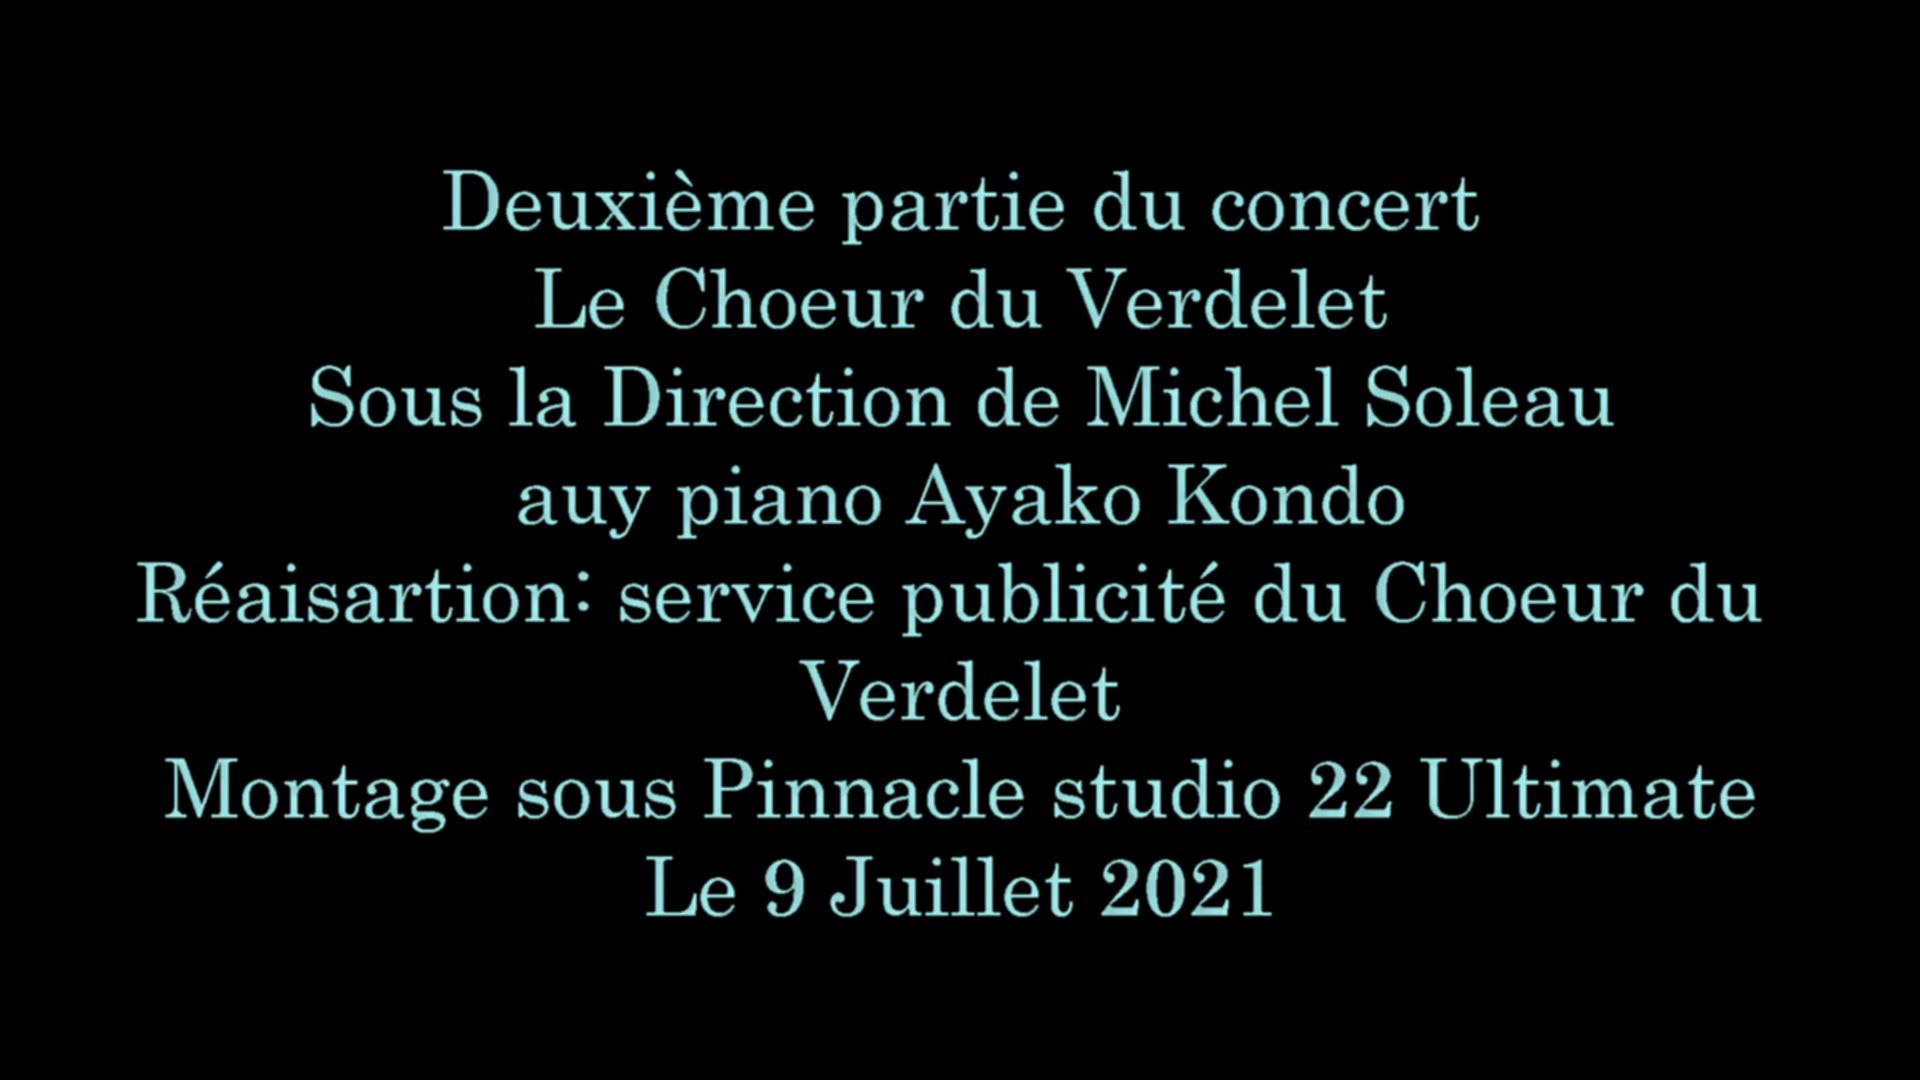 Deuxième partie du concert
Le Choeur du Verdelet
Sous la Direction de Michel Soleau
auy piano Ayako Kondo
Réaisartion: service publicité du Choeur du
Verdelet
Montage sous Pinnacle studio 22 Ultimate
Le 9 Juillet 2021